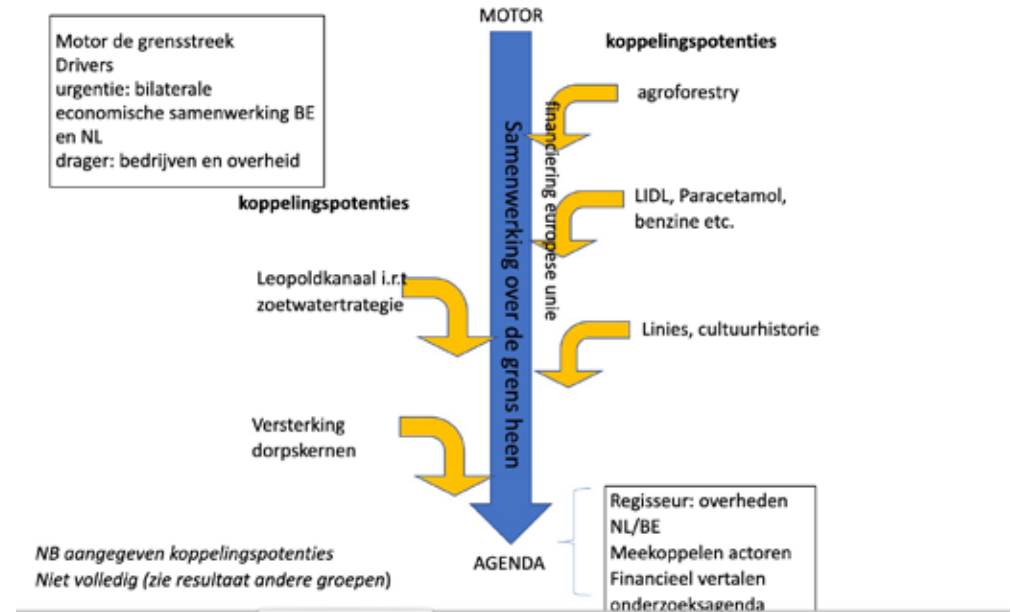 MOTOR
Motor de grensstreek
Drivers
urgentie: bilaterale
economische samenwerking BE
en NL
drager: bedrijven en overheid
koppelingspotenties
agroforestry
LIDL, Paracetamol,
benzine etc.
Linies, cultuurhistorie
koppelingspotenties
Leopoldkanaal i.r.t
zoetwatertrategie
Versterking
dorpskernen
Samenwerking over de grens heen
financiering europese unie
AGENDA
Regisseur: overheden
NL/BE
Meekoppelen actoren
Financieel vertalen
onderzoeksagenda
NB aangegeven koppelingspotenties
Niet volledig (zie resultaat andere groepen)